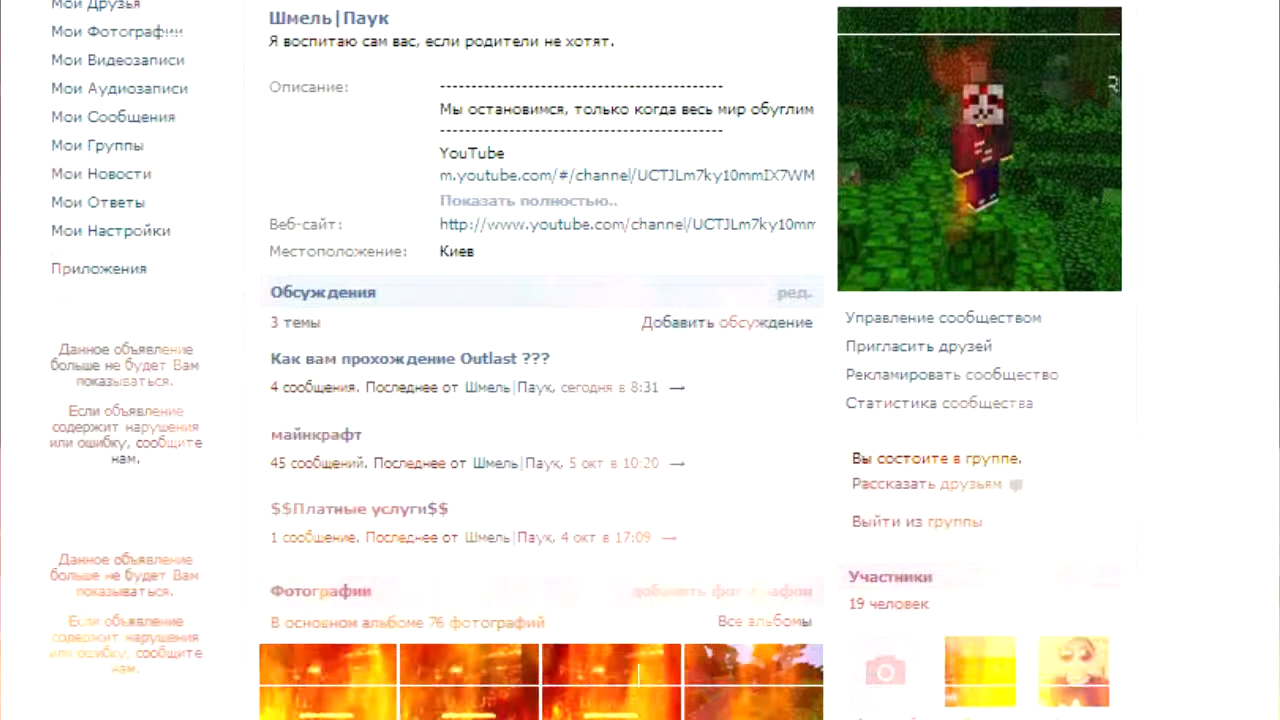 Мои Друзья
Мои Фотографии
Мои Видеозаписи
Мои Аудиозаписи
Мои Сообщения
Мои Группы
Мои Новости
Мои Ответы
Мои Настройки
Приложения
Данное объявление
больше не будет Вам
показываться.
Если объявление
содержит нарушения
или ошибку, сообщите
нам.
Данное объявление
больше не будет Вам
показываться.
Если объявление
содержит нарушения
или ошибку, сообщите
нам.
Шмель|Паук
Я воспитаю сам вас, если родители не хотят.
Описание: --------------------------------------------
Мы остановимся, только когда весь мир обуглим
--------------------------------------------
YouTube
m.youtube.com/#/channel/UCTJLm7ky10mmIX7WM
Показать полностью..
Веб-сайт: http://www.youtube.com/channel/UCTJLm7ky10mm
Местоположение: Киев
Обсуждения ред.
3 темы Добавить обсуждение
Как вам прохождение Outlast ???
4 сообщения. Последнее от Шмель|Паук, сегодня в 8:31 →
майнкрафт
45 сообщений. Последнее от Шмель|Паук, 5 окт в 10:20 →
$$Платные услуги$$
1 сообщение. Последнее от Шмель|Паук, 4 окт в 17:09 →
Фотографии добавить фотографии
В основном альбоме 76 фотографий Все альбомы
Управление сообществом
Пригласить друзей
Рекламировать сообщество
Статистика сообщества
Вы состоите в группе.
Рассказать друзьям
Выйти из группы
Участники
19 человек